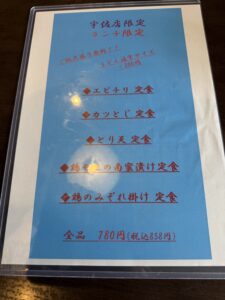 宇佐店限定
ランチ限定
◆エビチリ 定食
◆カツとじ 定食
◆とり天 定食
の南蛮漬け 定食
◆鶏のみぞれ掛け 定食
全品 780円(税込858円)